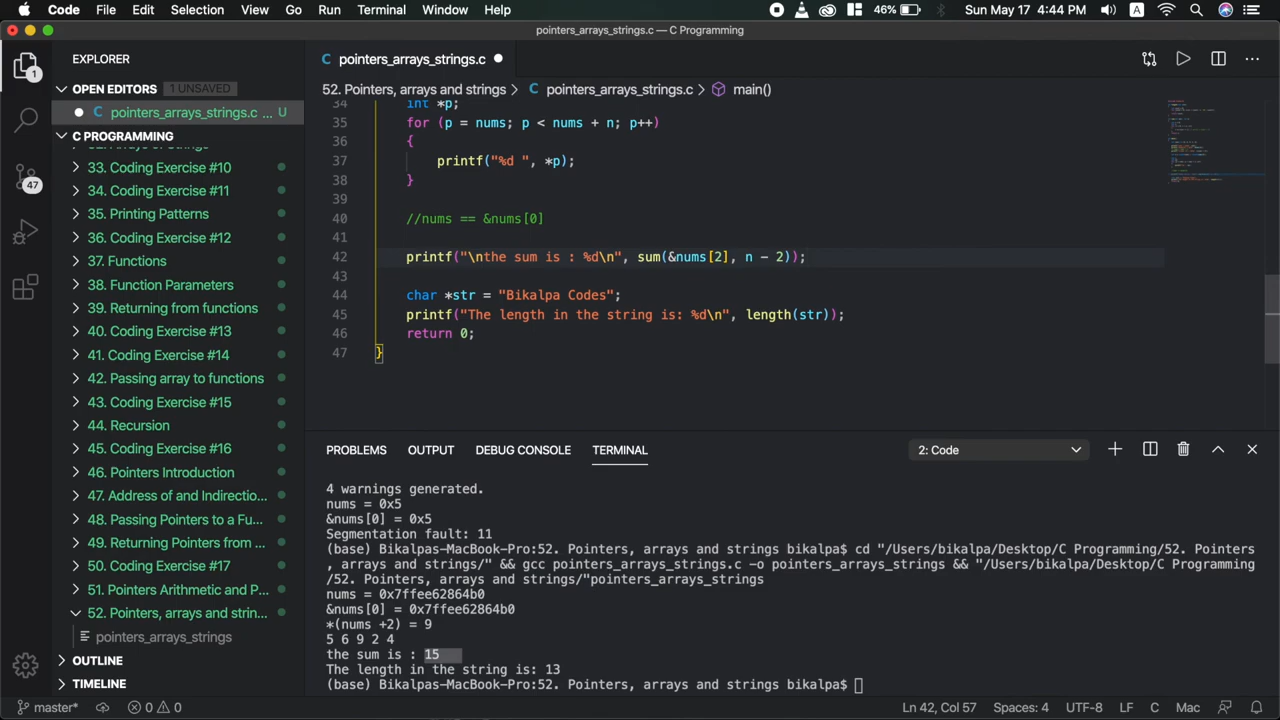 Code File Edit Selection View Go Run Terminal Window Help 46% Sun May 17 4:44 PM A
pointers_arrays_strings.c — C Programming
EXPLORER
C pointers_arrays_strings.c
OPEN EDITORS 1 UNSAVED
C pointers_arrays_strings.c ... U
C PROGRAMMING
33. Coding Exercise #10
34. Coding Exercise #11
35. Printing Patterns
36. Coding Exercise #12
37. Functions
38. Function Parameters
39. Returning from functions
40. Coding Exercise #13
41. Coding Exercise #14
42. Passing array to functions
43. Coding Exercise #15
44. Recursion
45. Coding Exercise #16
46. Pointers Introduction
47. Address of and Indirectio...
48. Passing Pointers to a Fu...
49. Returning Pointers from ...
50. Coding Exercise #17
51. Pointers Arithmetic and P...
52. Pointers, arrays and strin...
pointers_arrays_strings
OUTLINE
TIMELINE
1
47
52. Pointers, arrays and strings > C pointers_arrays_strings.c > main()
34 int *p;
35 for (p = nums; p < nums + n; p++)
36 {
37 printf("%d ", *p);
38 }
39
40 //nums == &nums[0]
41
42 printf("\nthe sum is : %d\n", sum(&nums[2], n - 2));
43
44 char *str = "Bikalpa Codes";
45 printf("The length in the string is: %d\n", length(str));
46 return 0;
47 }
PROBLEMS OUTPUT DEBUG CONSOLE TERMINAL 2: Code
4 warnings generated.
nums = 0x5
&nums[0] = 0x5
Segmentation fault: 11
(base) Bikalpas-MacBook-Pro:52. Pointers, arrays and strings bikalpa$ cd "/Users/bikalpa/Desktop/C Programming/52. Pointers
, arrays and strings/" && gcc pointers_arrays_strings.c -o pointers_arrays_strings && "/Users/bikalpa/Desktop/C Programming
/52. Pointers, arrays and strings/"pointers_arrays_strings
nums = 0x7ffee62864b0
&nums[0] = 0x7ffee62864b0
*(nums +2) = 9
5 6 9 2 4
the sum is : 15
The length in the string is: 13
(base) Bikalpas-MacBook-Pro:52. Pointers, arrays and strings bikalpa$
master* 0 0 Ln 42, Col 57 Spaces: 4 UTF-8 LF C Mac